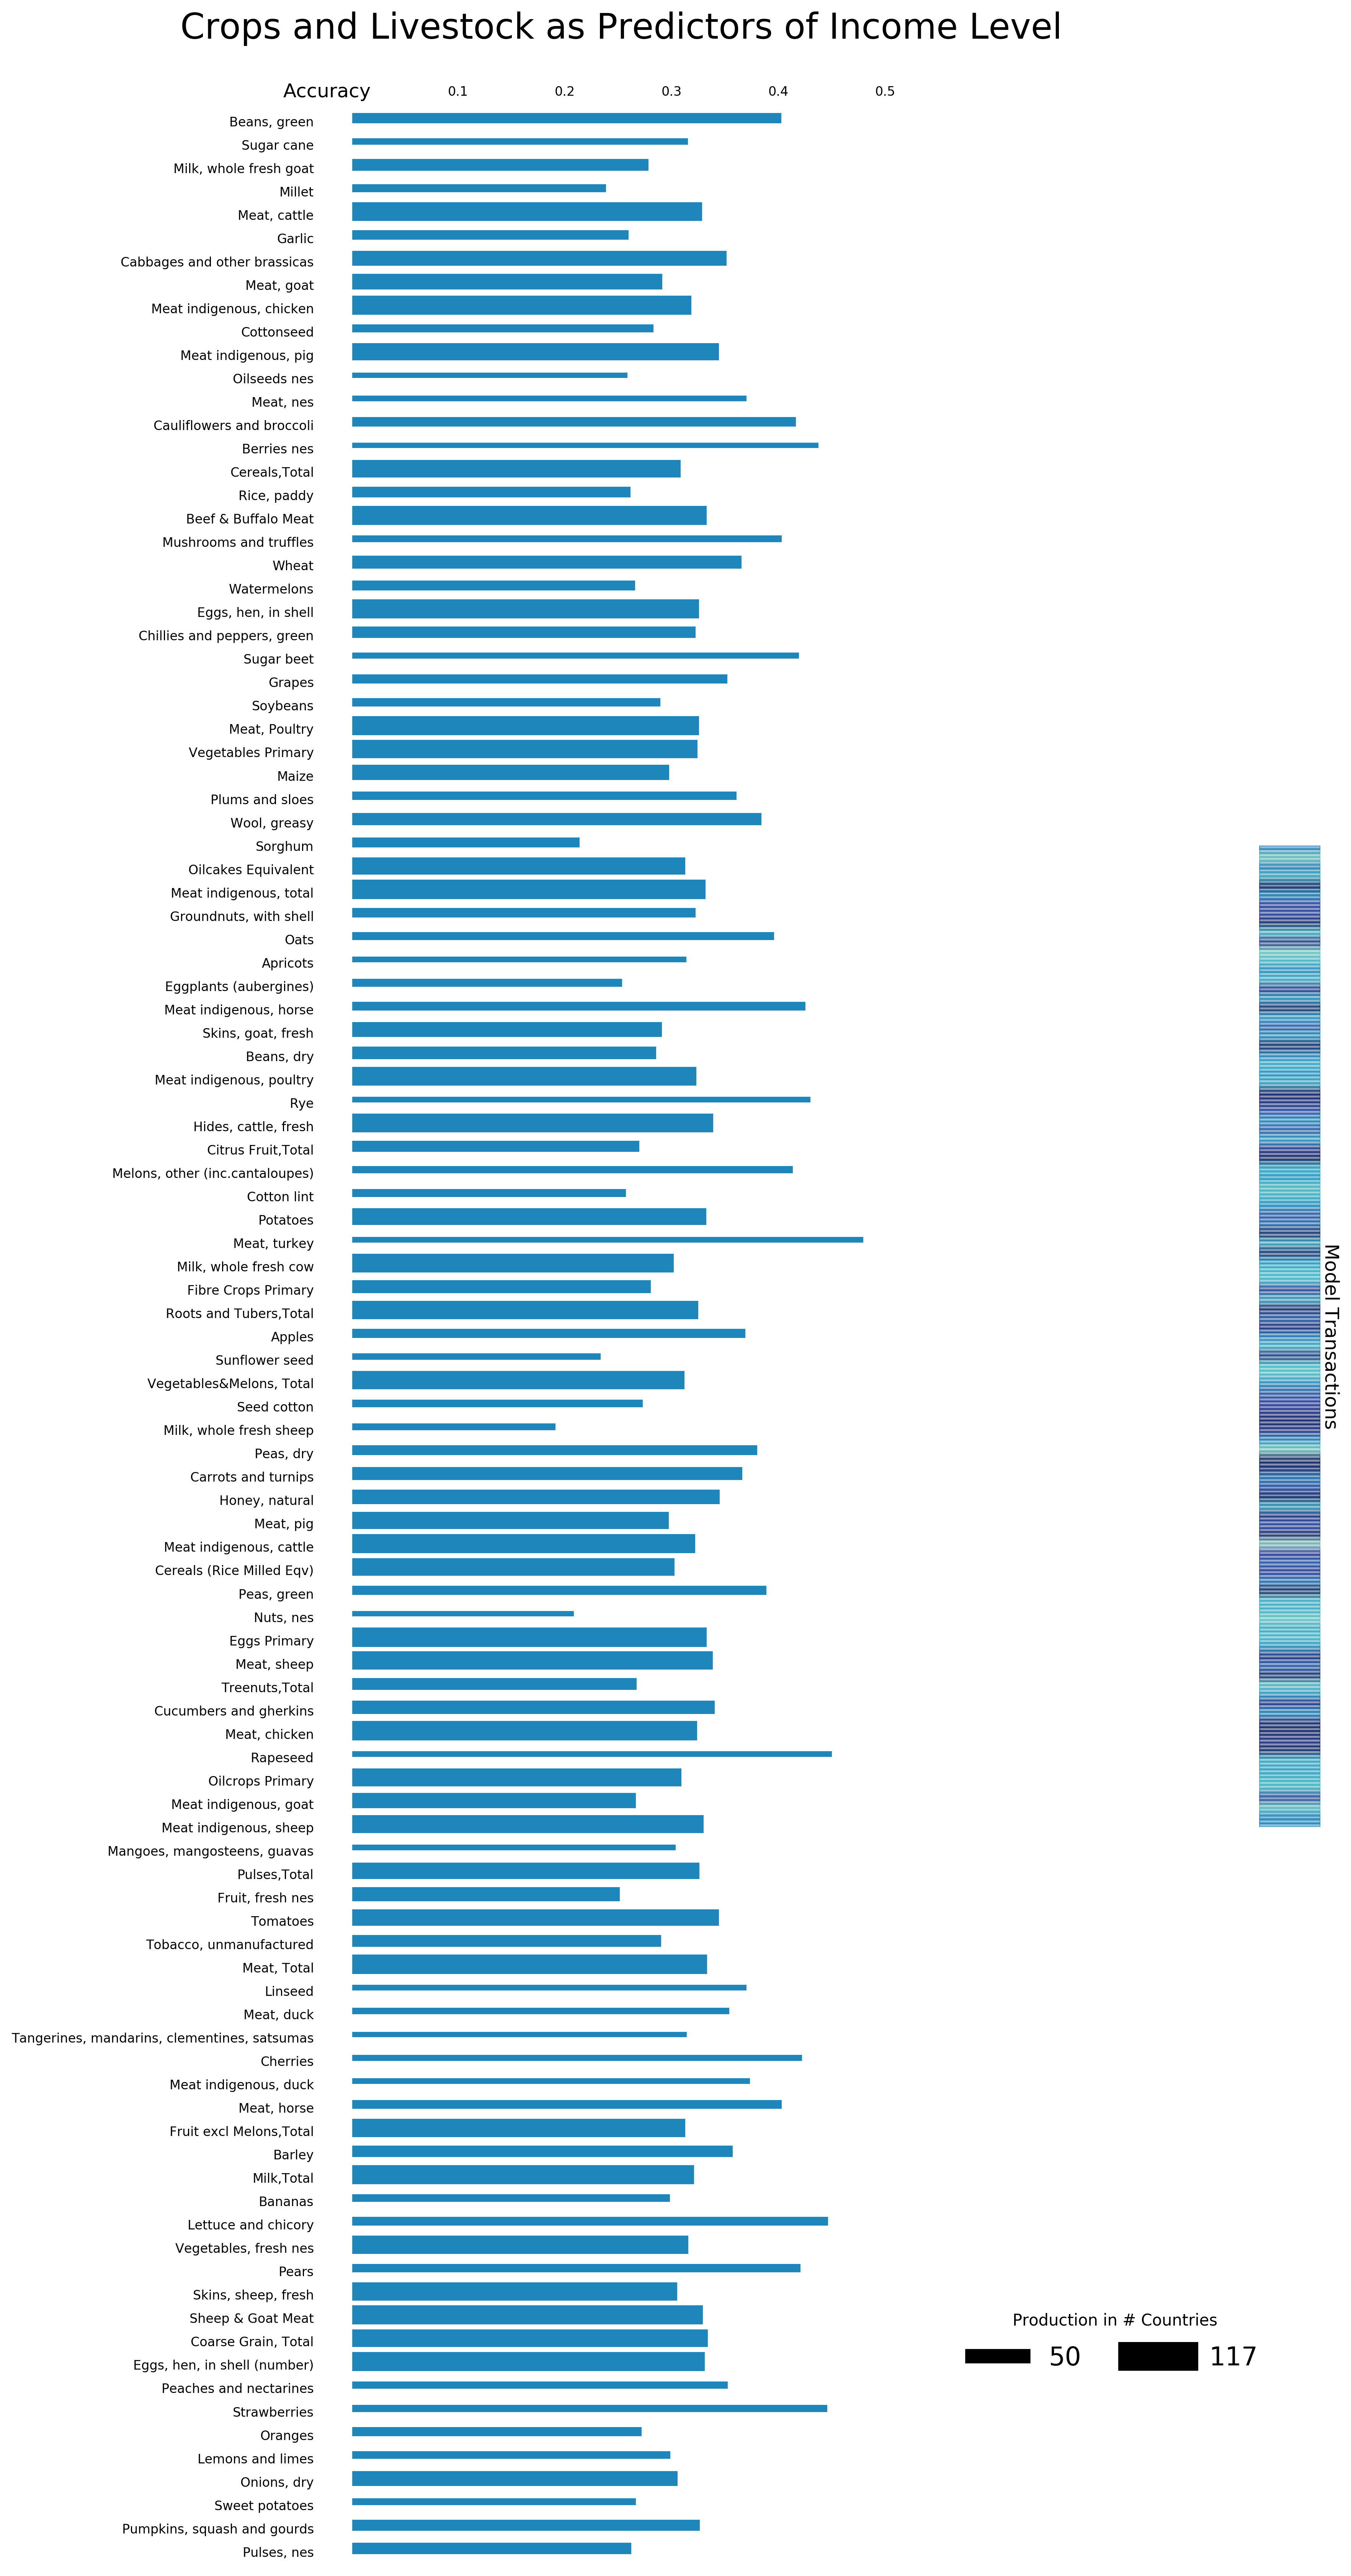 Crops and Livestock as Predictors of Income Level
Accuracy 0.1 0.2 0.3 0.4 0.5
Beans, green
Sugar cane
Milk, whole fresh goat
Millet
Meat, cattle
Garlic
Cabbages and other brassicas
Meat, goat
Meat indigenous, chicken
Cottonseed
Meat indigenous, pig
Oilseeds nes
Meat, nes
Cauliflowers and broccoli
Berries nes
Cereals,Total
Rice, paddy
Beef & Buffalo Meat
Mushrooms and truffles
Wheat
Watermelons
Eggs, hen, in shell
Chillies and peppers, green
Sugar beet
Grapes
Soybeans
Meat, Poultry
Vegetables Primary
Maize
Plums and sloes
Wool, greasy
Sorghum
Oilcakes Equivalent
Meat indigenous, total
Groundnuts, with shell
Oats
Apricots
Eggplants (aubergines)
Meat indigenous, horse
Skins, goat, fresh
Beans, dry
Meat indigenous, poultry
Rye
Hides, cattle, fresh
Citrus Fruit,Total
Melons, other (inc.cantaloupes)
Cotton lint
Potatoes
Meat, turkey
Milk, whole fresh cow
Fibre Crops Primary
Roots and Tubers,Total
Apples
Sunflower seed
Vegetables&Melons, Total
Seed cotton
Milk, whole fresh sheep
Peas, dry
Carrots and turnips
Honey, natural
Meat, pig
Meat indigenous, cattle
Cereals (Rice Milled Eqv)
Peas, green
Nuts, nes
Eggs Primary
Meat, sheep
Treenuts,Total
Cucumbers and gherkins
Meat, chicken
Rapeseed
Oilcrops Primary
Meat indigenous, goat
Meat indigenous, sheep
Mangoes, mangosteens, guavas
Pulses,Total
Fruit, fresh nes
Tomatoes
Tobacco, unmanufactured
Meat, Total
Linseed
Meat, duck
Tangerines, mandarins, clementines, satsumas
Cherries
Meat indigenous, duck
Meat, horse
Fruit excl Melons,Total
Barley
Milk,Total
Bananas
Lettuce and chicory
Vegetables, fresh nes
Pears
Skins, sheep, fresh
Sheep & Goat Meat
Coarse Grain, Total
Eggs, hen, in shell (number)
Peaches and nectarines
Strawberries
Oranges
Lemons and limes
Onions, dry
Sweet potatoes
Pumpkins, squash and gourds
Pulses, nes
Model Transactions
Production in # Countries
50 117